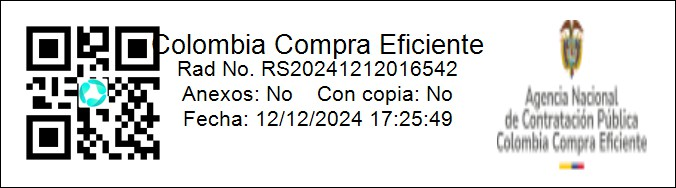 Colombia Compra Eficiente
Rad No. RS20241212016542
Anexos: No Con copia: No
Fecha: 12/12/2024 17:25:49
Agencia Nacional
de Contratación Pública
Colombia Compra Eficiente